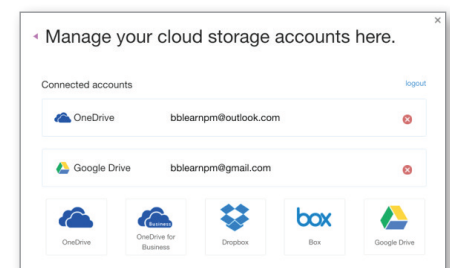 Manage your cloud storage accounts here.
Connected accounts
logout
OneDrive bblearnpm@outlook.com
Google Drive bblearnpm@gmail.com
Business
box
OneDrive
OneDrive for
Business
Dropbox
Box
Google Drive